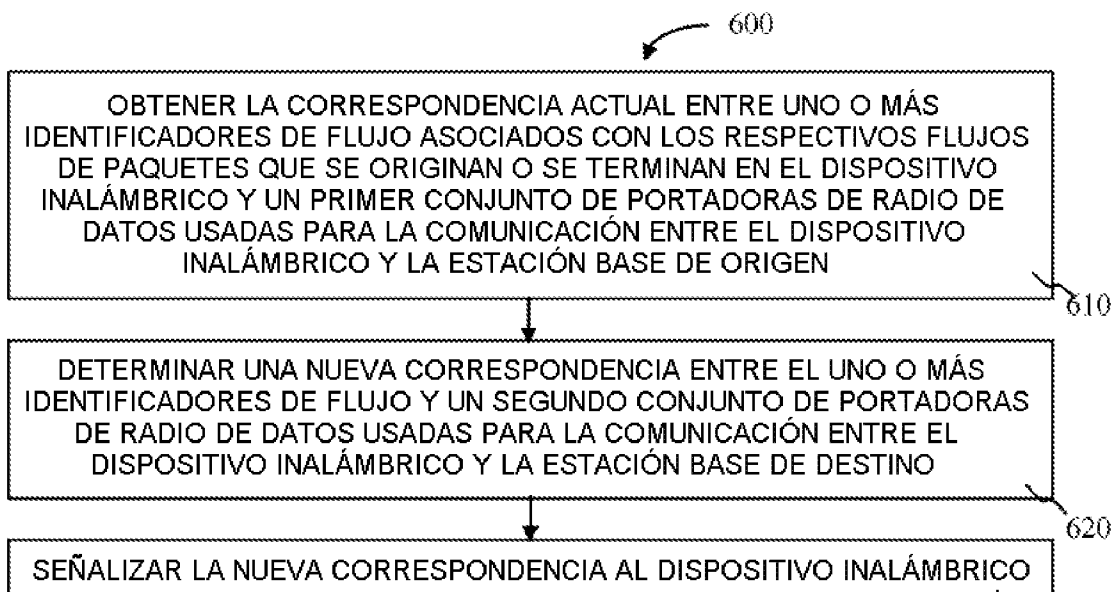 600
OBTENER LA CORRESPONDENCIA ACTUAL ENTRE UNO O MÁS
IDENTIFICADORES DE FLUJO ASOCIADOS CON LOS RESPECTIVOS FLUJOS
DE PAQUETES QUE SE ORIGINAN O SE TERMINAN EN EL DISPOSITIVO
INALÁMBRICO Y UN PRIMER CONJUNTO DE PORTADORAS DE RADIO DE
DATOS USADAS PARA LA COMUNICACIÓN ENTRE EL DISPOSITIVO
INALÁMBRICO Y LA ESTACIÓN BASE DE ORIGEN
610
DETERMINAR UNA NUEVA CORRESPONDENCIA ENTRE EL UNO O MÁS
IDENTIFICADORES DE FLUJO Y UN SEGUNDO CONJUNTO DE PORTADORAS
DE RADIO DE DATOS USADAS PARA LA COMUNICACIÓN ENTRE EL
DISPOSITIVO INALÁMBRICO Y LA ESTACIÓN BASE DE DESTINO
620
SEÑALIZAR LA NUEVA CORRESPONDENCIA AL DISPOSITIVO INALÁMBRICO